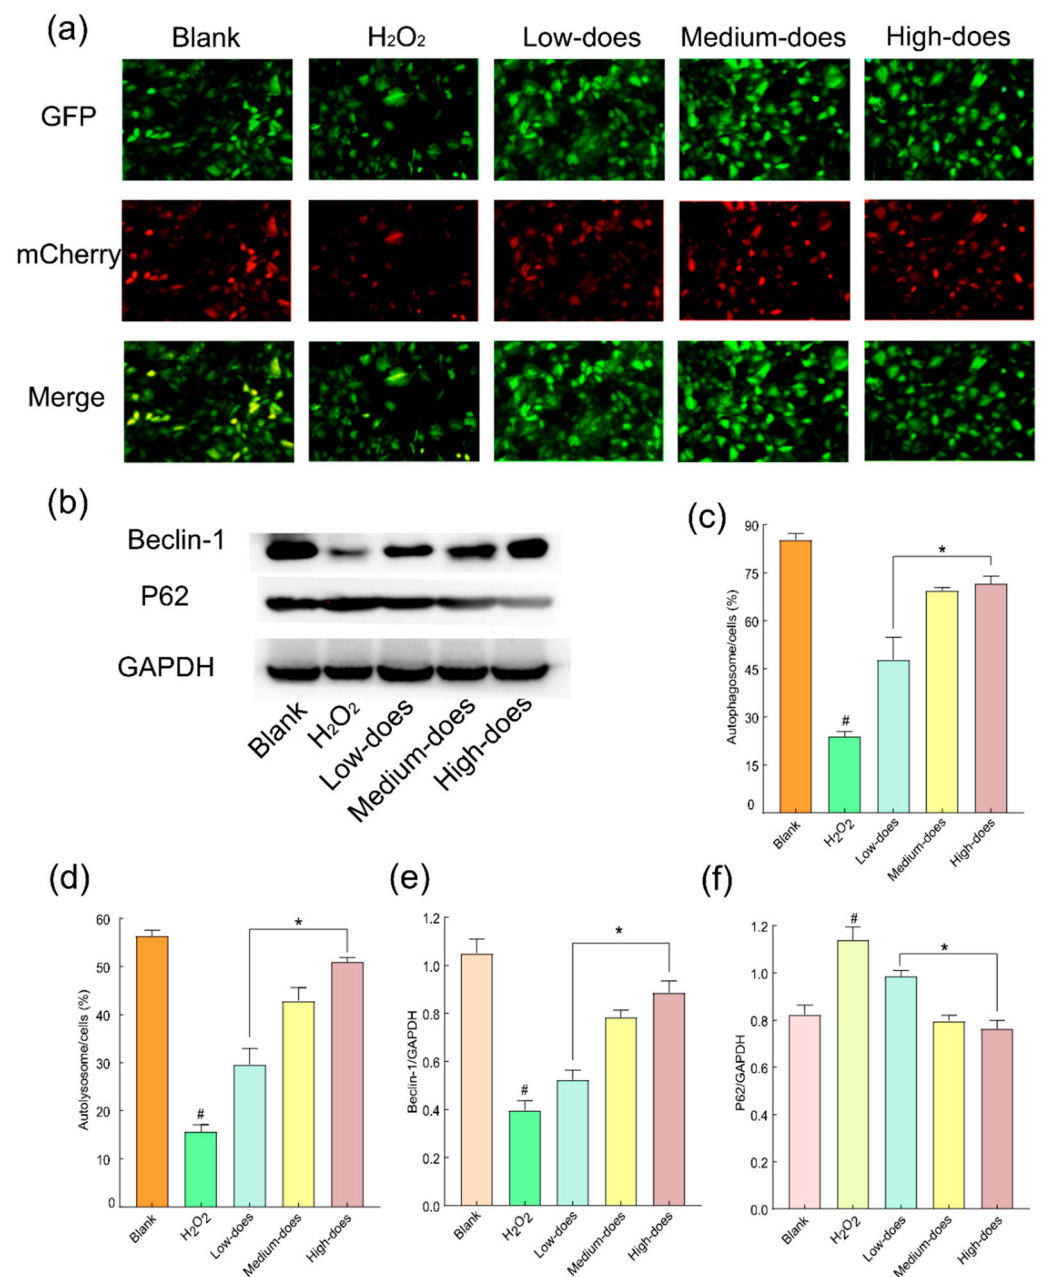 (a)
Blank H₂O₂ Low-does Medium-does High-does
GFP
mCherry
Merge
(b)
Beclin-1
P62
GAPDH
Blank H₂O₂ Low-does Medium-does High-does
(c)
Autophagosome/cells (%)
90
75
60
45
30
15
0
#
*
Blank H₂O₂ Low-does Medium-does High-does
(d)
Autolysosome/cells (%)
60
50
40
30
20
10
0
#
*
Blank H₂O₂ Low-does Medium-does High-does
(e)
Beclin-1/GAPDH
1.2
1.0
0.8
0.6
0.4
0.2
0.0
#
*
Blank H₂O₂ Low-does Medium-does High-does
(f)
P62/GAPDH
1.2
1.0
0.8
0.6
0.4
0.2
0.0
#
*
Blank H₂O₂ Low-does Medium-does High-does